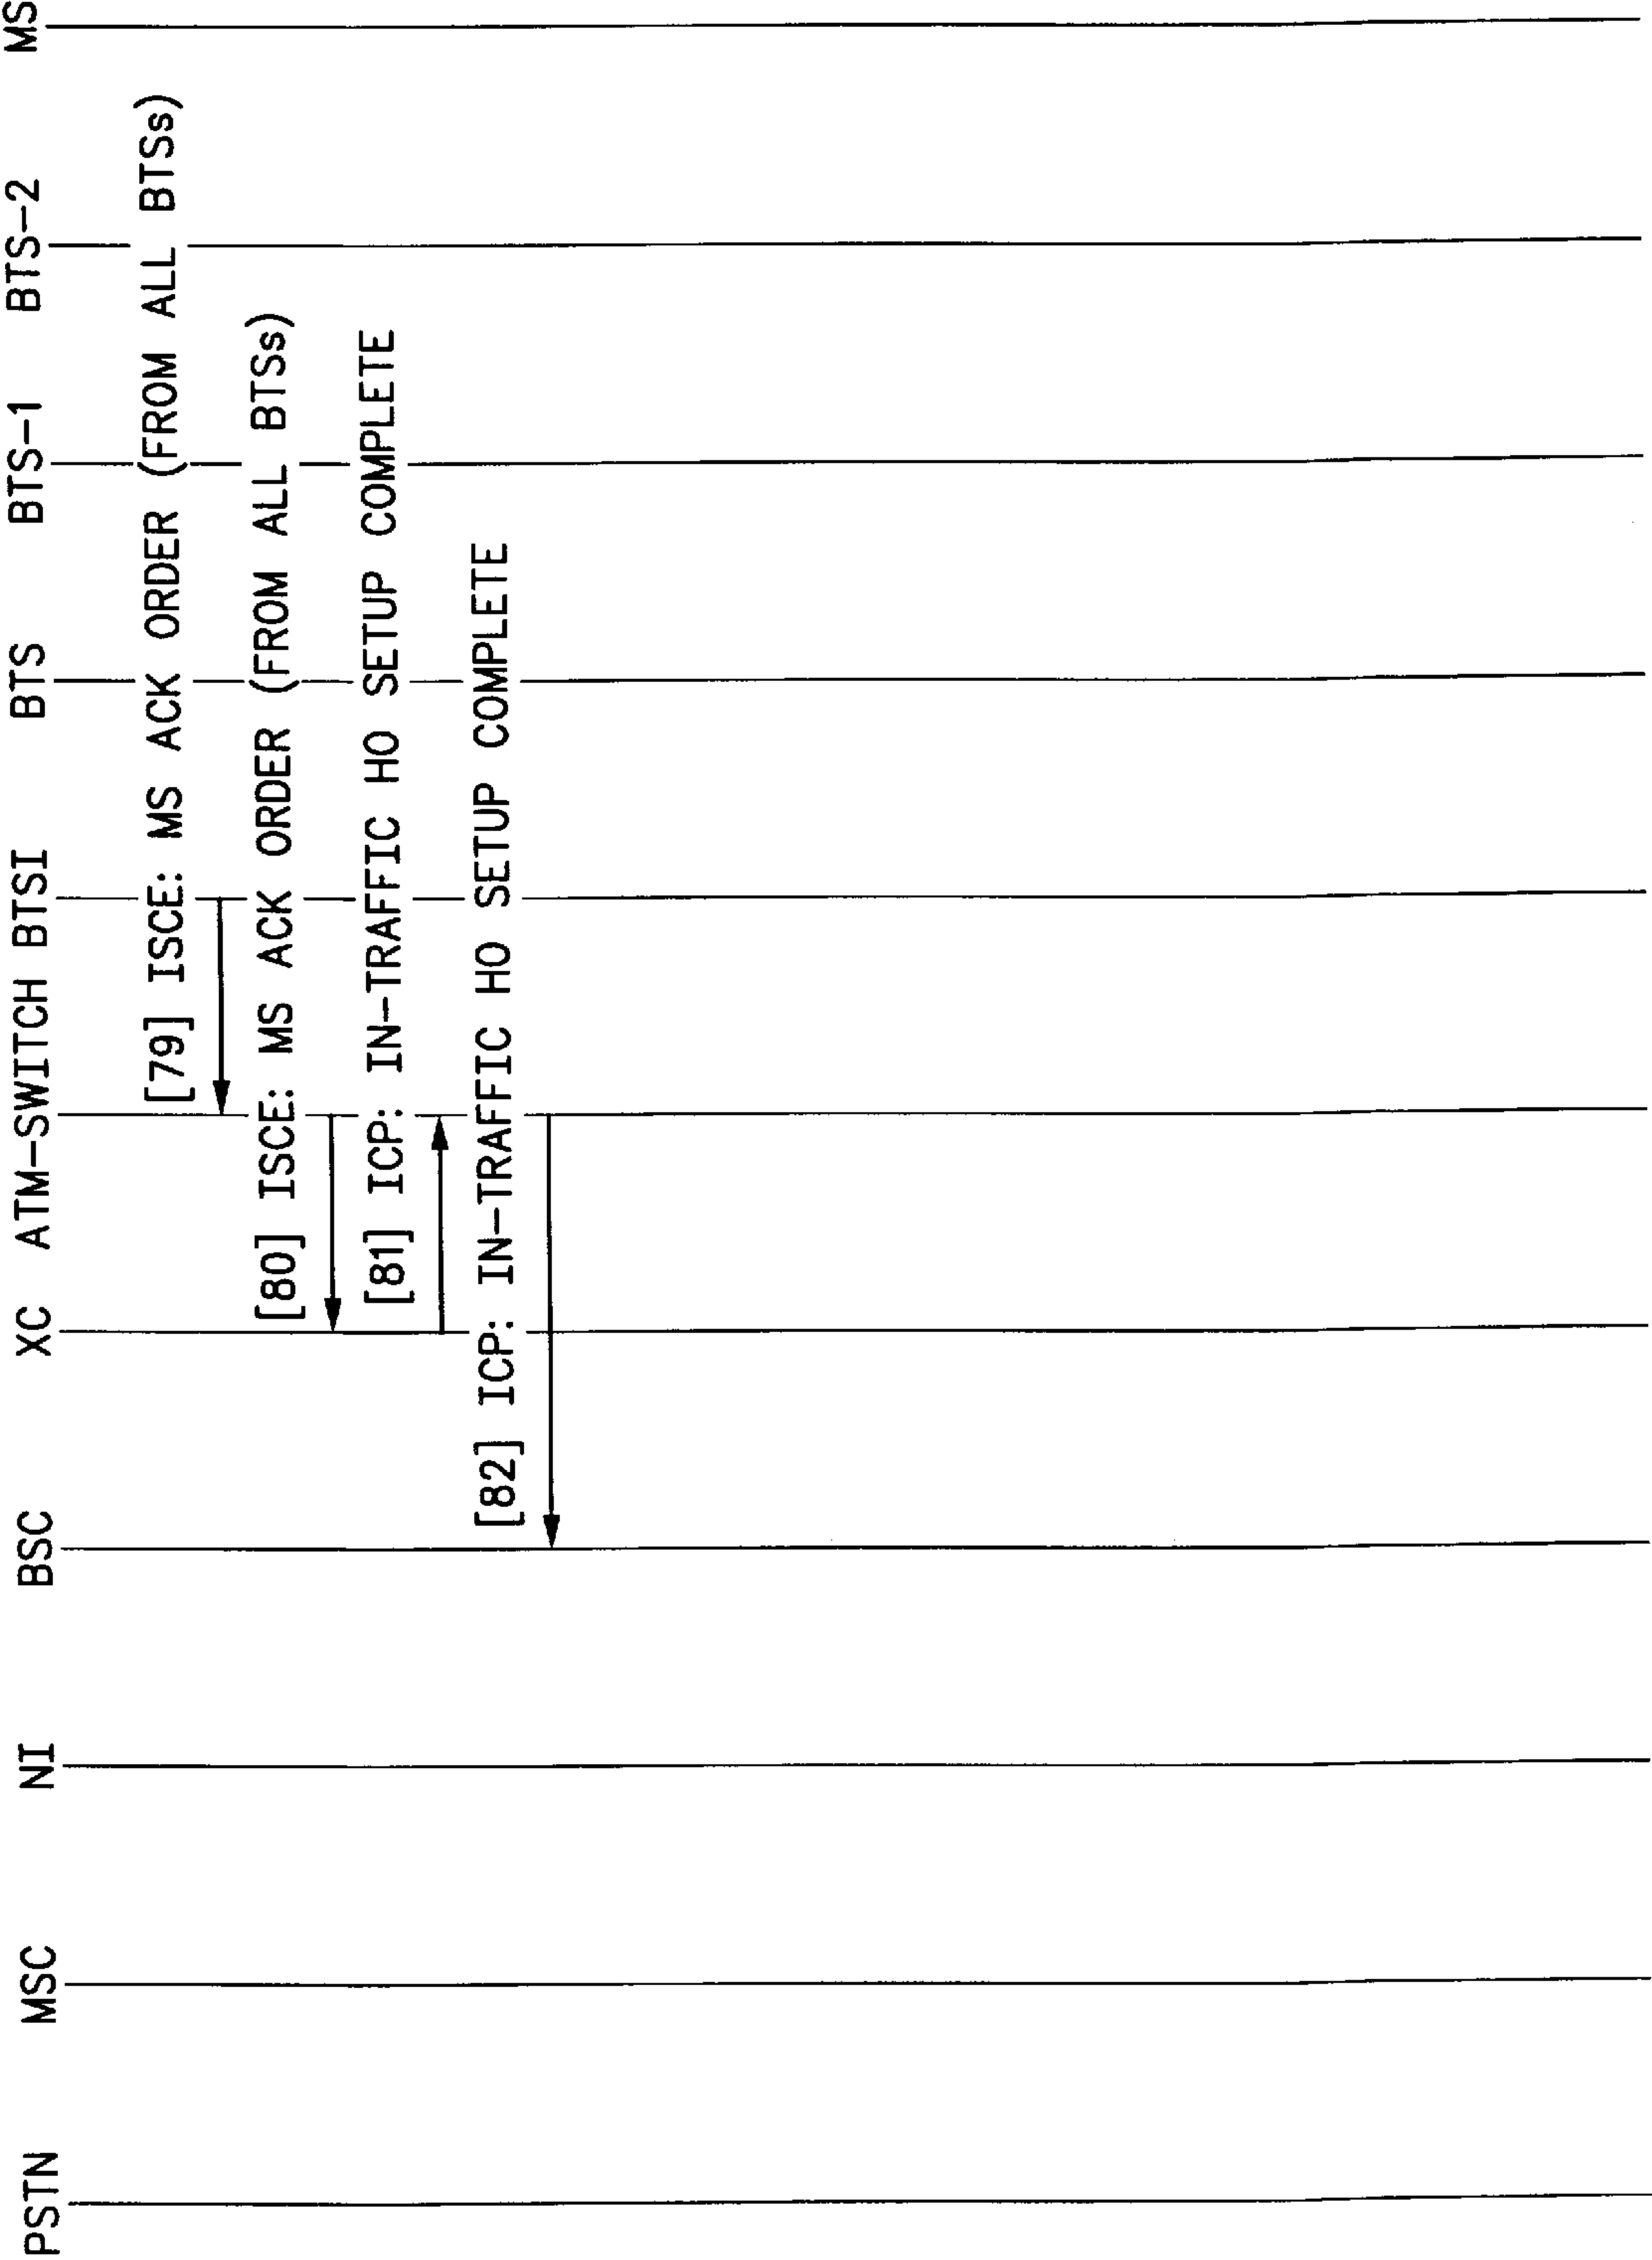 PSTN MSC NI BSC XC ATM-SWITCH BTSI BTS BTS-1 BTS-2 MS
[79] ISCE: MS ACK ORDER (FROM ALL BTSs)
[80] ISCE: MS ACK ORDER (FROM ALL BTSs)
[81] ICP: IN-TRAFFIC HO SETUP COMPLETE
[82] ICP: IN-TRAFFIC HO SETUP COMPLETE